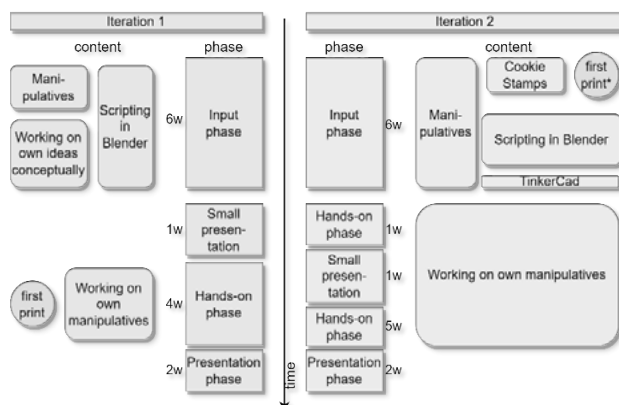 Iteration 1
content
phase
Mani-
pulatives
Working on
own ideas
conceptually
Scripting
in
Blender
6w
Input
phase
1w
Small
presen-
tation
first
print
Working on
own
manipulatives
4w
Hands-on
phase
2w
Presentation
phase
time
Iteration 2
phase
content
Input
phase
6w
Mani-
pulatives
Cookie
Stamps
first
print*
Scripting in Blender
TinkerCad
Hands-on
phase
1w
Small
presen-
tation
1w
Hands-on
phase
5w
Presentation
phase
2w
Working on own manipulatives